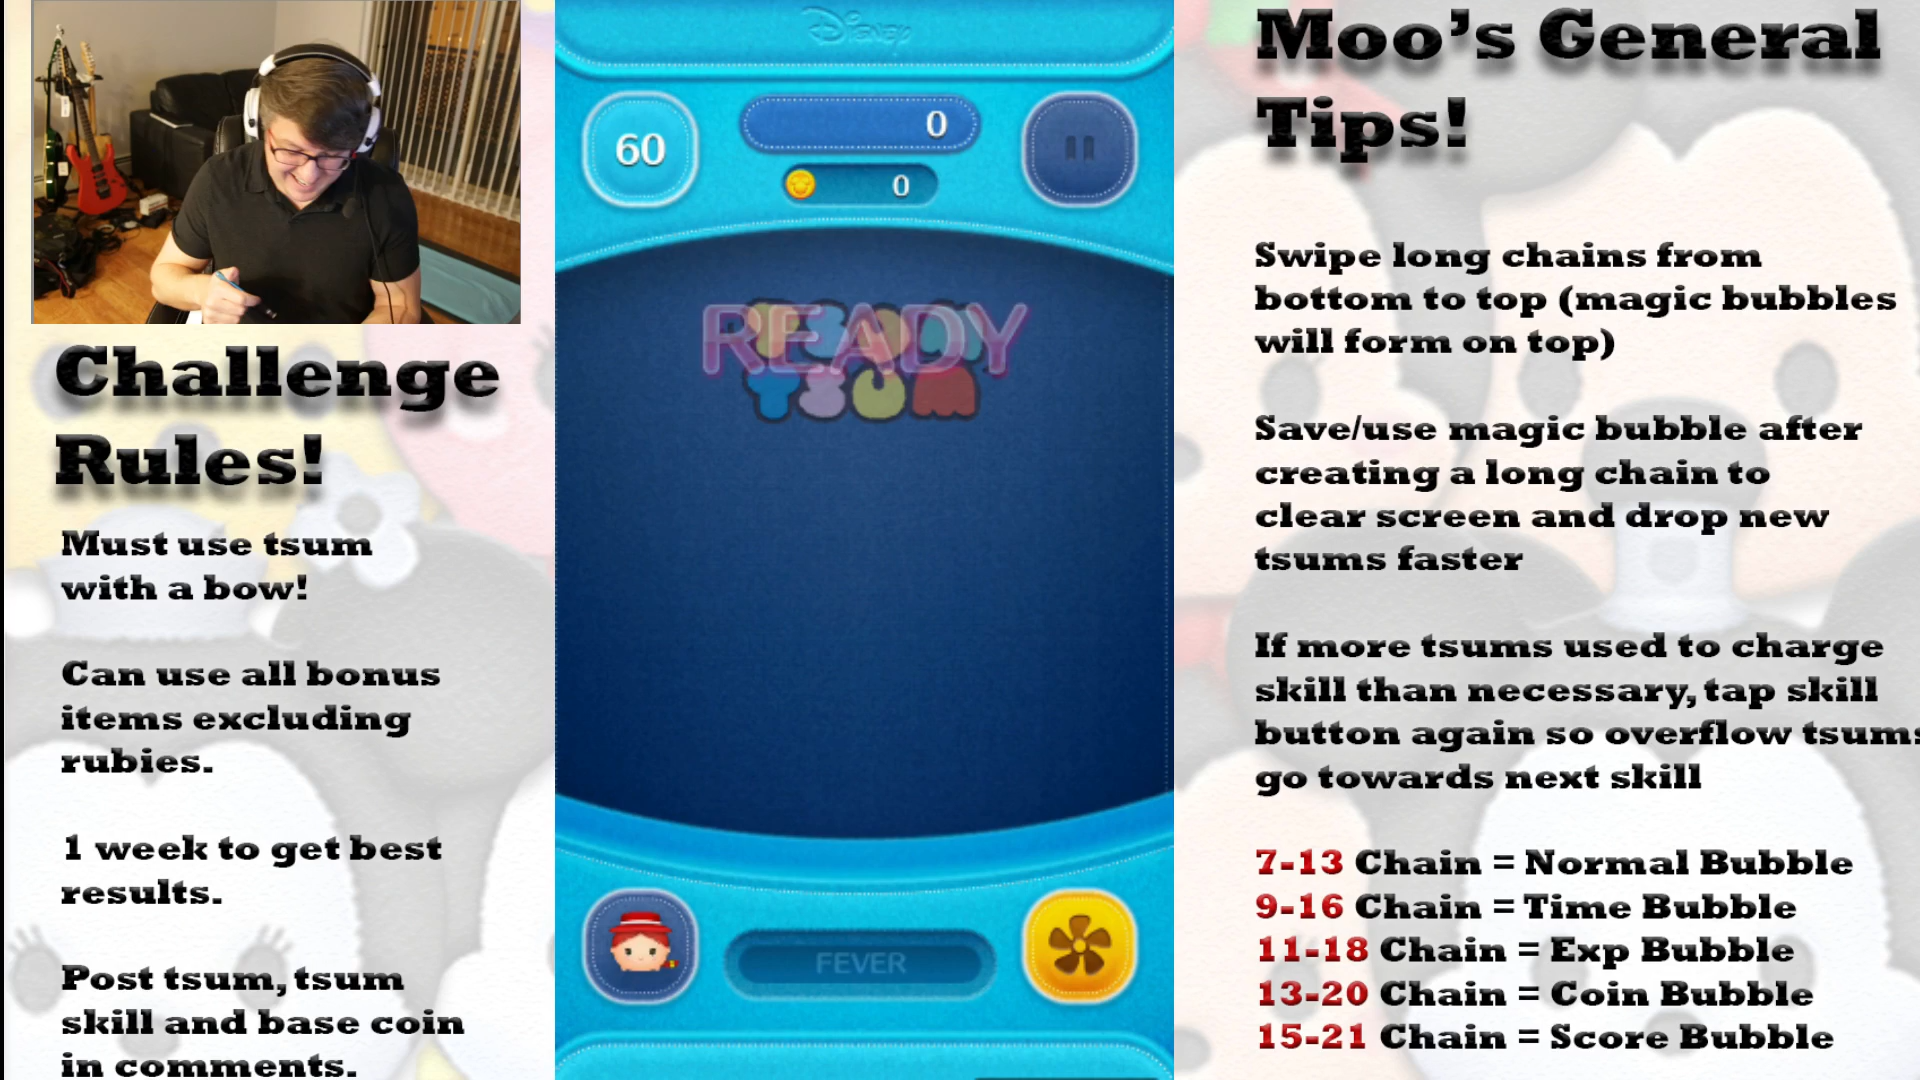 Challenge
Rules!
Must use tsum
with a bow!
Can use all bonus
items excluding
rubies.
1 week to get best
results.
Post tsum, tsum
skill and base coin
in comments.
Disney
60
0
0
READY
TSUM
FEVER
Moo's General
Tips!
Swipe long chains from
bottom to top (magic bubbles
will form on top)
Save/use magic bubble after
creating a long chain to
clear screen and drop new
tsums faster
If more tsums used to charge
skill than necessary, tap skill
button again so overflow tsums
go towards next skill
7-13 Chain = Normal Bubble
9-16 Chain = Time Bubble
11-18 Chain = Exp Bubble
13-20 Chain = Coin Bubble
15-21 Chain = Score Bubble